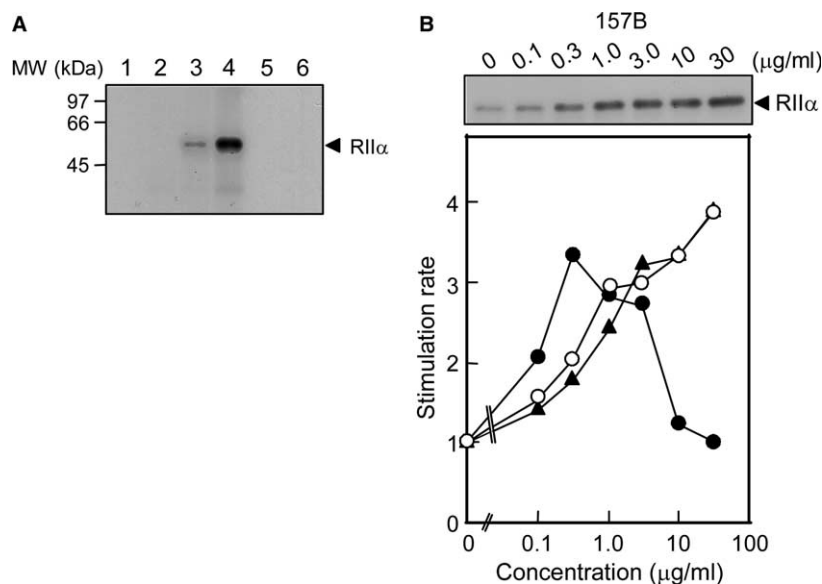 A
MW (kDa) 1 2 3 4 5 6
97
66
45
RIIα
B
157B
0 0.1 0.3 1.0 3.0 10 30 (μg/ml)
RIIα
Stimulation rate
4
3
2
1
0
0 0.1 1.0 10 100
Concentration (μg/ml)